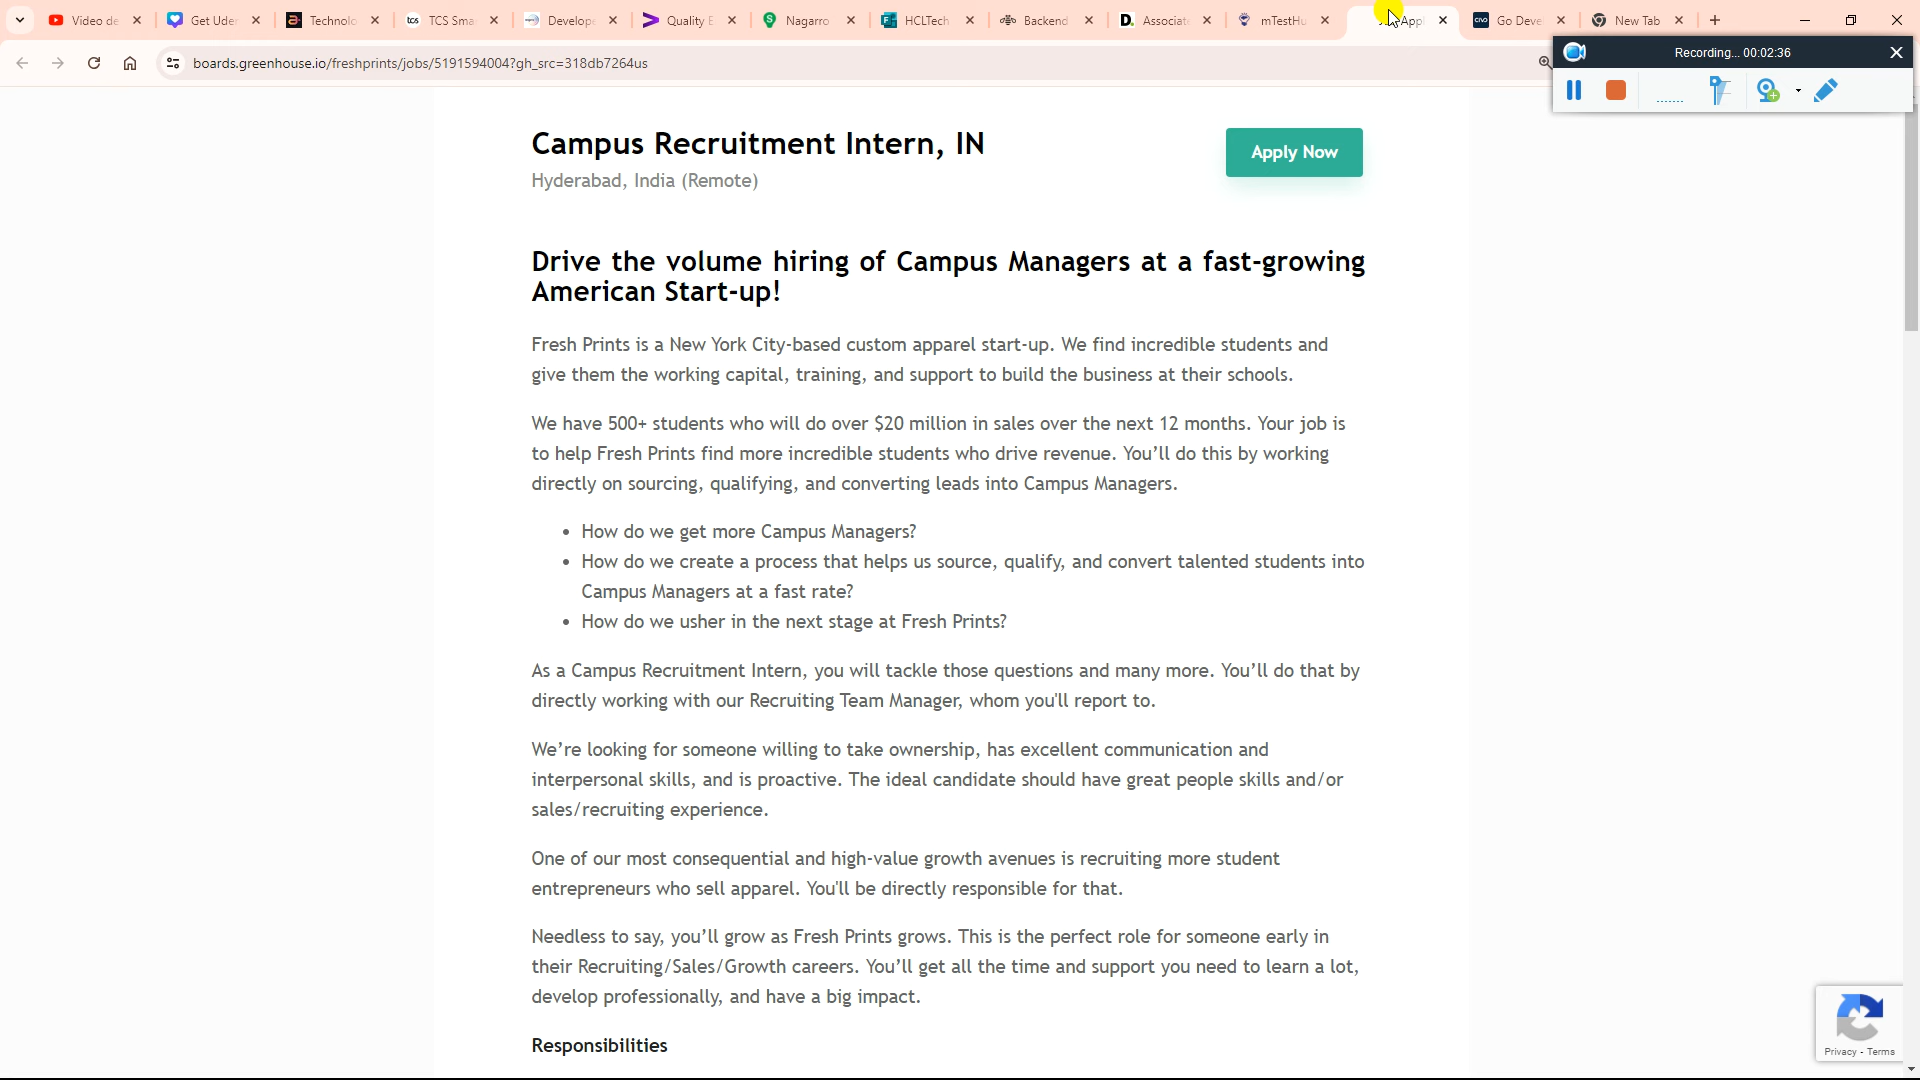 Video de
Get Uder
Technolo
TCS Sma
Develope
Quality E
Nagarro
HCLTech
Backend
Associate
mTestHu
App
Go Deve
New Tab
boards.greenhouse.io/freshprints/jobs/5191594004?gh_src=318db7264us
Recording... 00:02:36
Campus Recruitment Intern, IN
Apply Now
Hyderabad, India (Remote)
Drive the volume hiring of Campus Managers at a fast-growing
American Start-up!
Fresh Prints is a New York City-based custom apparel start-up. We find incredible students and
give them the working capital, training, and support to build the business at their schools.
We have 500+ students who will do over $20 million in sales over the next 12 months. Your job is
to help Fresh Prints find more incredible students who drive revenue. You’ll do this by working
directly on sourcing, qualifying, and converting leads into Campus Managers.
• How do we get more Campus Managers?
• How do we create a process that helps us source, qualify, and convert talented students into
Campus Managers at a fast rate?
• How do we usher in the next stage at Fresh Prints?
As a Campus Recruitment Intern, you will tackle those questions and many more. You’ll do that by
directly working with our Recruiting Team Manager, whom you'll report to.
We’re looking for someone willing to take ownership, has excellent communication and
interpersonal skills, and is proactive. The ideal candidate should have great people skills and/or
sales/recruiting experience.
One of our most consequential and high-value growth avenues is recruiting more student
entrepreneurs who sell apparel. You'll be directly responsible for that.
Needless to say, you’ll grow as Fresh Prints grows. This is the perfect role for someone early in
their Recruiting/Sales/Growth careers. You’ll get all the time and support you need to learn a lot,
develop professionally, and have a big impact.
Responsibilities
Privacy - Terms